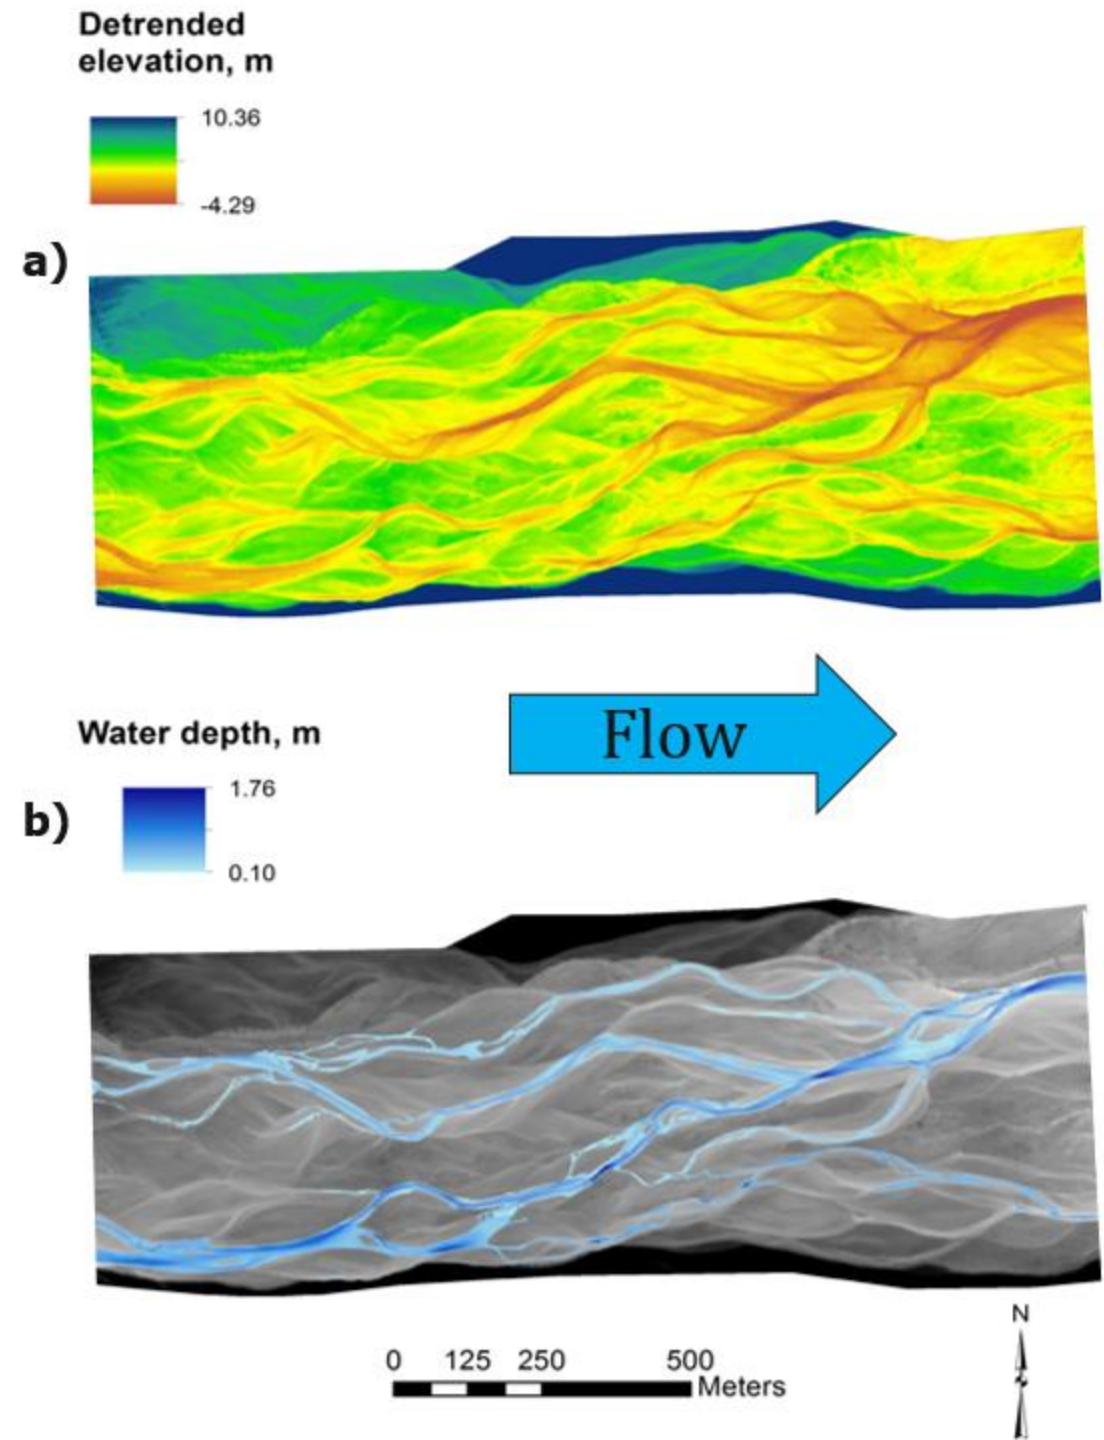 Detrended
elevation, m
10.36
-4.29
a)
Flow
Water depth, m
1.76
b)
0.10
N
0 125 250 500
Meters